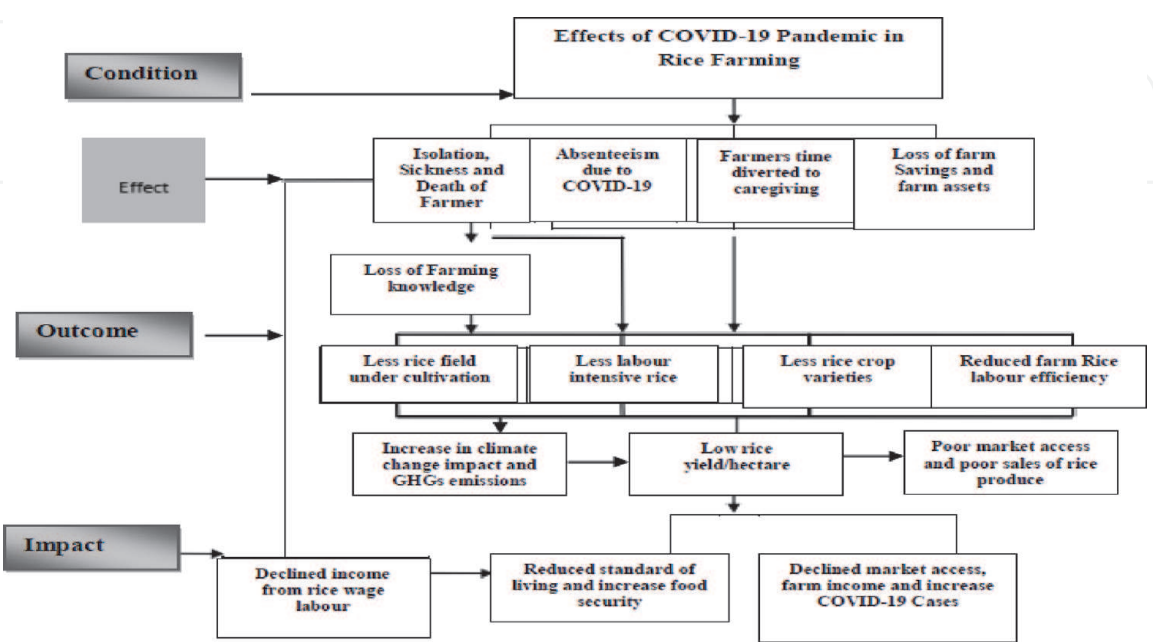 Effects of COVID-19 Pandemic in
Rice Farming
Condition
Effect
Isolation,
Sickness and
Death of
Farmer
Absenteeism
due to
COVID-19
Farmers time
diverted to
caregiving
Loss of farm
Savings and
farm assets
Loss of Farming
knowledge
Outcome
Less rice field
under cultivation
Less labour
intensive rice
Less rice crop
varieties
Reduced farm Rice
labour efficiency
Increase in climate
change impact and
GHGs emissions
Low rice
yield/hectare
Poor market access
and poor sales of rice
produce
Impact
Declined income
from rice wage
labour
Reduced standard of
living and increase food
security
Declined market access,
farm income and increase
COVID-19 Cases